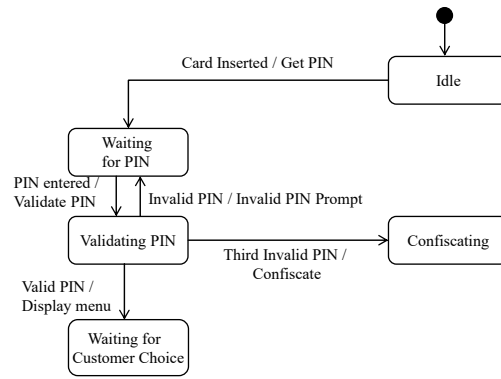 Card Inserted / Get PIN
Idle
Waiting
for PIN
PIN entered /
Validate PIN
Invalid PIN / Invalid PIN Prompt
Validating PIN
Confiscating
Third Invalid PIN /
Confiscate
Valid PIN /
Display menu
Waiting for
Customer Choice